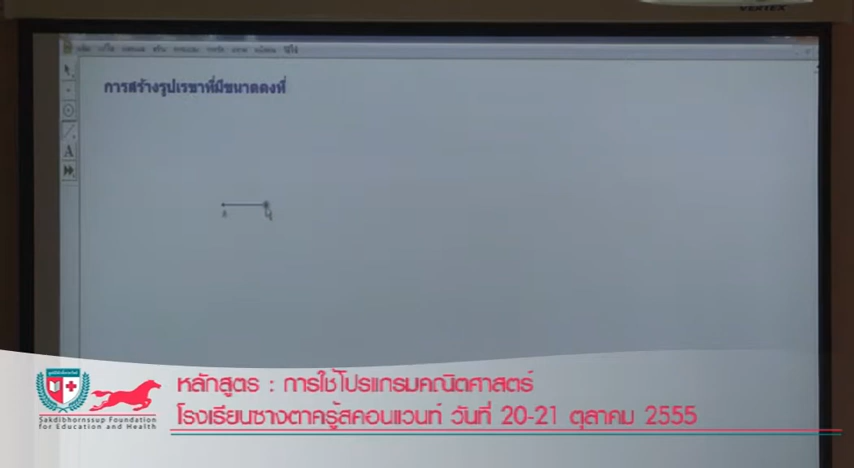 VERTEX
การสร้างรูปเรขาที่มีขนาดคงที่
A
A
หลักสูตร : การใช้โปรแกรมคณิตศาสตร์
โรงเรียนซางตาครู้สคอนแวนท์ วันที่ 20-21 ตุลาคม 2555
Sakdibhornssup Foundation
for Education and Health